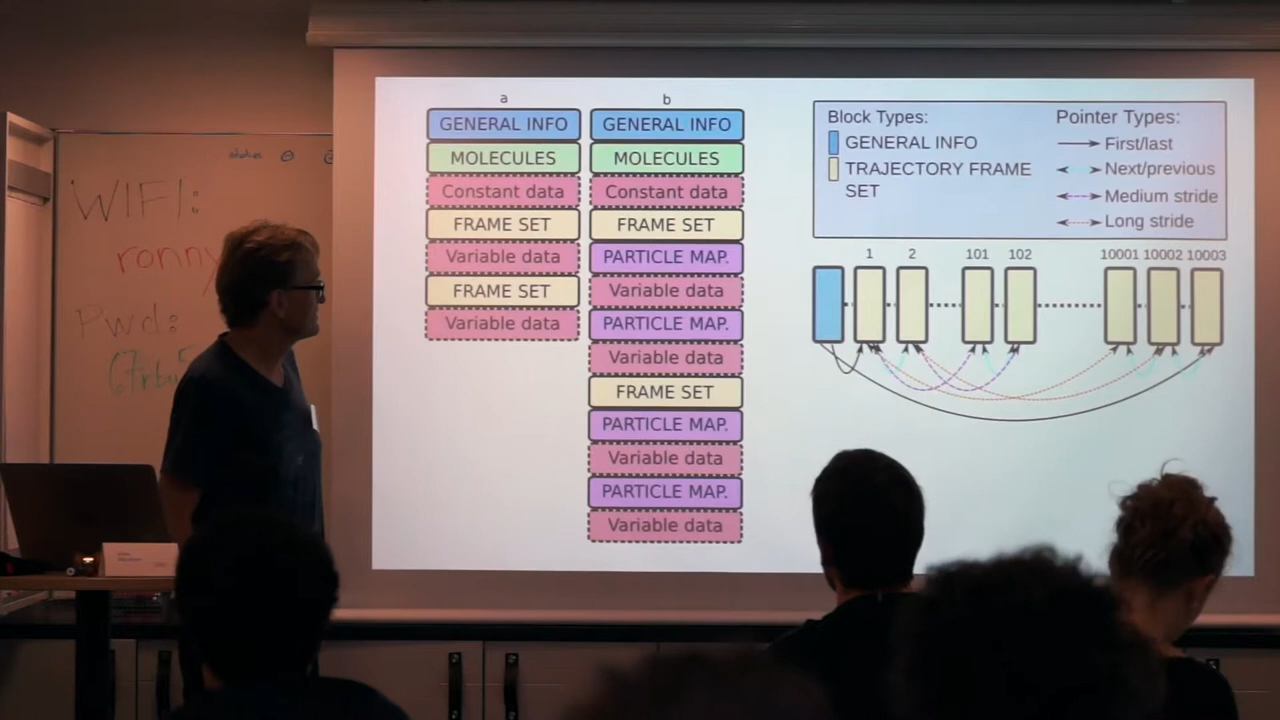 WIFI:
ronny
Pwd:
a
GENERAL INFO
MOLECULES
Constant data
FRAME SET
Variable data
FRAME SET
Variable data
b
GENERAL INFO
MOLECULES
Constant data
FRAME SET
PARTICLE MAP.
Variable data
PARTICLE MAP.
Variable data
FRAME SET
PARTICLE MAP.
Variable data
PARTICLE MAP.
Variable data
Block Types:
GENERAL INFO
TRAJECTORY FRAME
SET
Pointer Types:
First/last
Next/previous
Medium stride
Long stride
1 2 101 102 10001 10002 10003